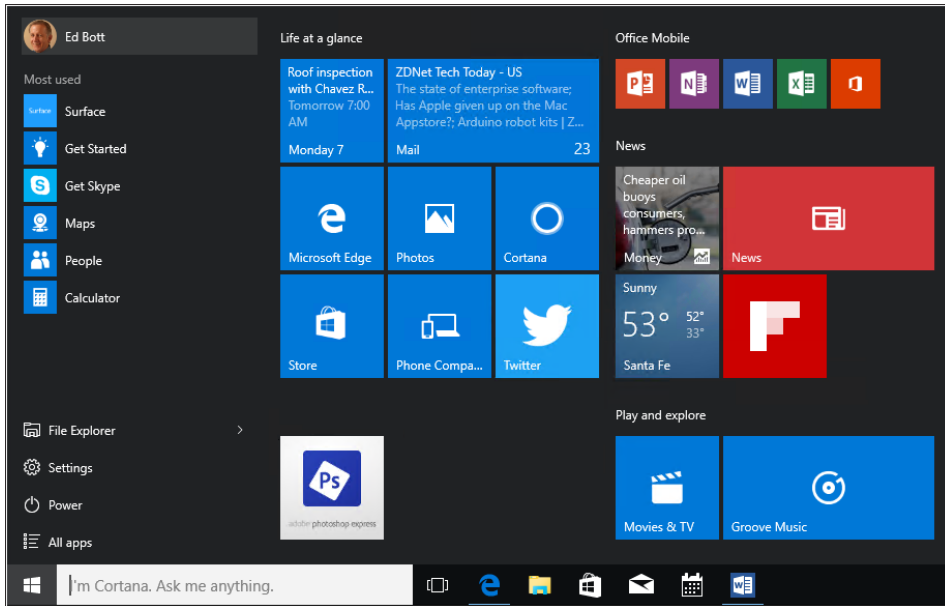 Ed Bott
Most used
Surface
Surface
Get Started
Get Skype
Maps
People
Calculator
File Explorer
Settings
Power
All apps
Life at a glance
Roof inspection
with Chavez R...
Tomorrow 7:00
AM
Monday 7
ZDNet Tech Today - US
The state of enterprise software;
Has Apple given up on the Mac
Appstore?; Arduino robot kits | Z...
Mail 23
Microsoft Edge
Photos
Cortana
Store
Phone Compa...
Twitter
Ps
adobe photoshop express
Office Mobile
P
N
W
X
News
Cheaper oil
buoys
consumers,
hammers pro...
Money
News
Sunny
53° 52°
33°
Santa Fe
Play and explore
Movies & TV
Groove Music
I'm Cortana. Ask me anything.
W